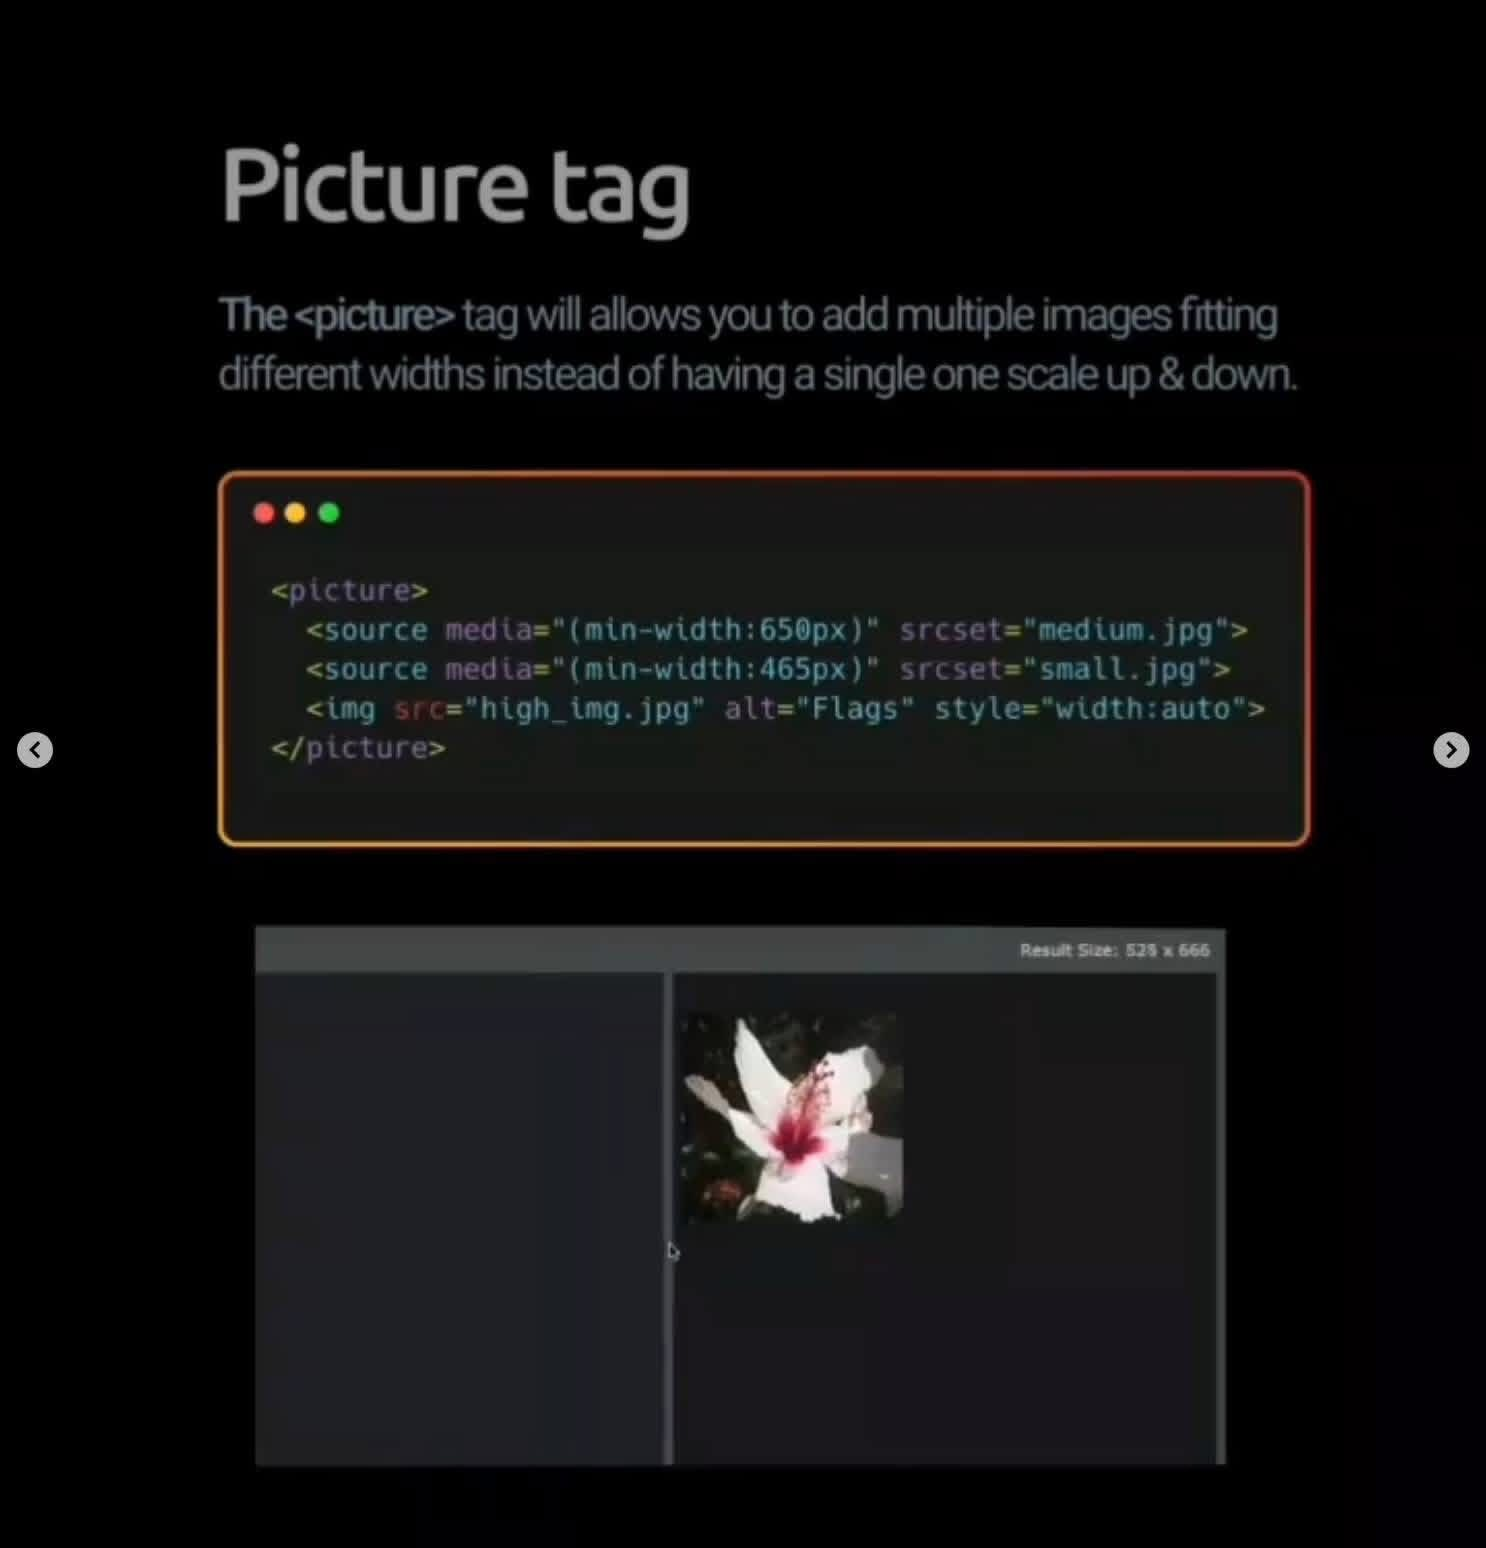 Picture tag
The <picture> tag will allows you to add multiple images fitting
different widths instead of having a single one scale up & down.
<picture>
<source media="(min-width:650px)" srcset="medium.jpg">
<source media="(min-width:465px)" srcset="small.jpg">
<img src="high_img.jpg" alt="Flags" style="width:auto">
</picture>
Result Size: 525 x 666